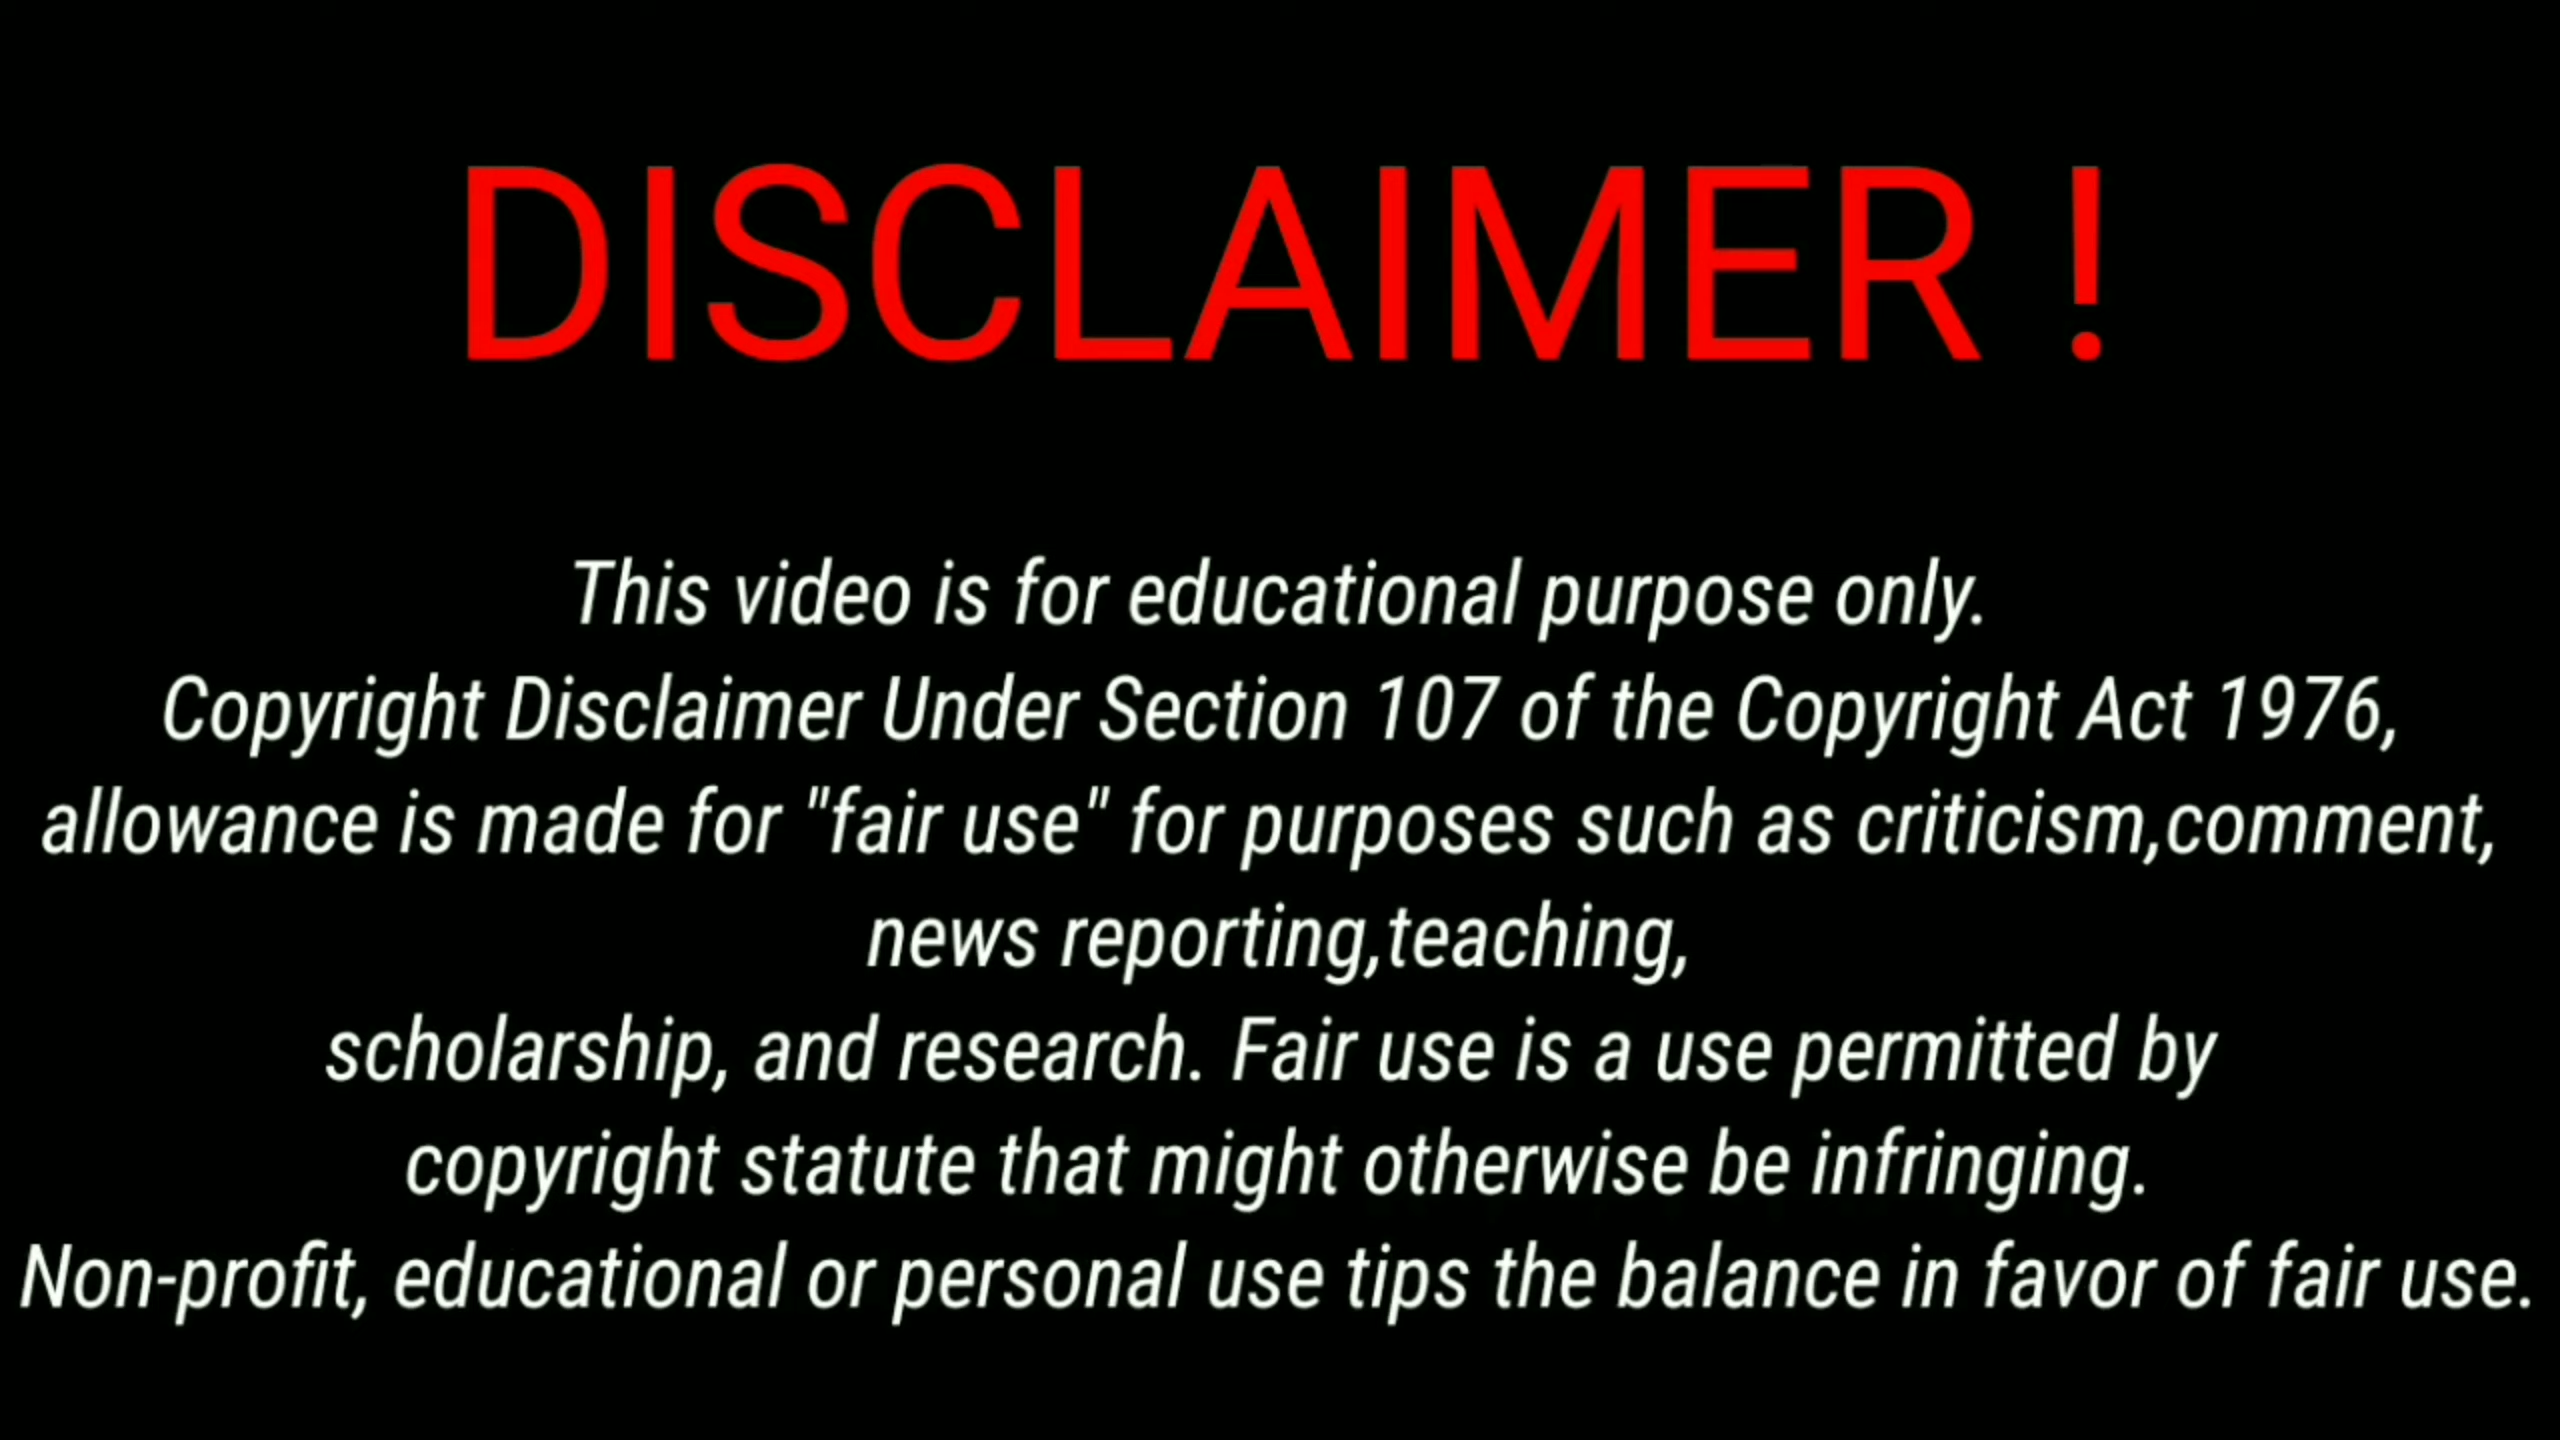 DISCLAIMER !
This video is for educational purpose only.
Copyright Disclaimer Under Section 107 of the Copyright Act 1976,
allowance is made for "fair use" for purposes such as criticism,comment,
news reporting,teaching,
scholarship, and research. Fair use is a use permitted by
copyright statute that might otherwise be infringing.
Non-profit, educational or personal use tips the balance in favor of fair use.